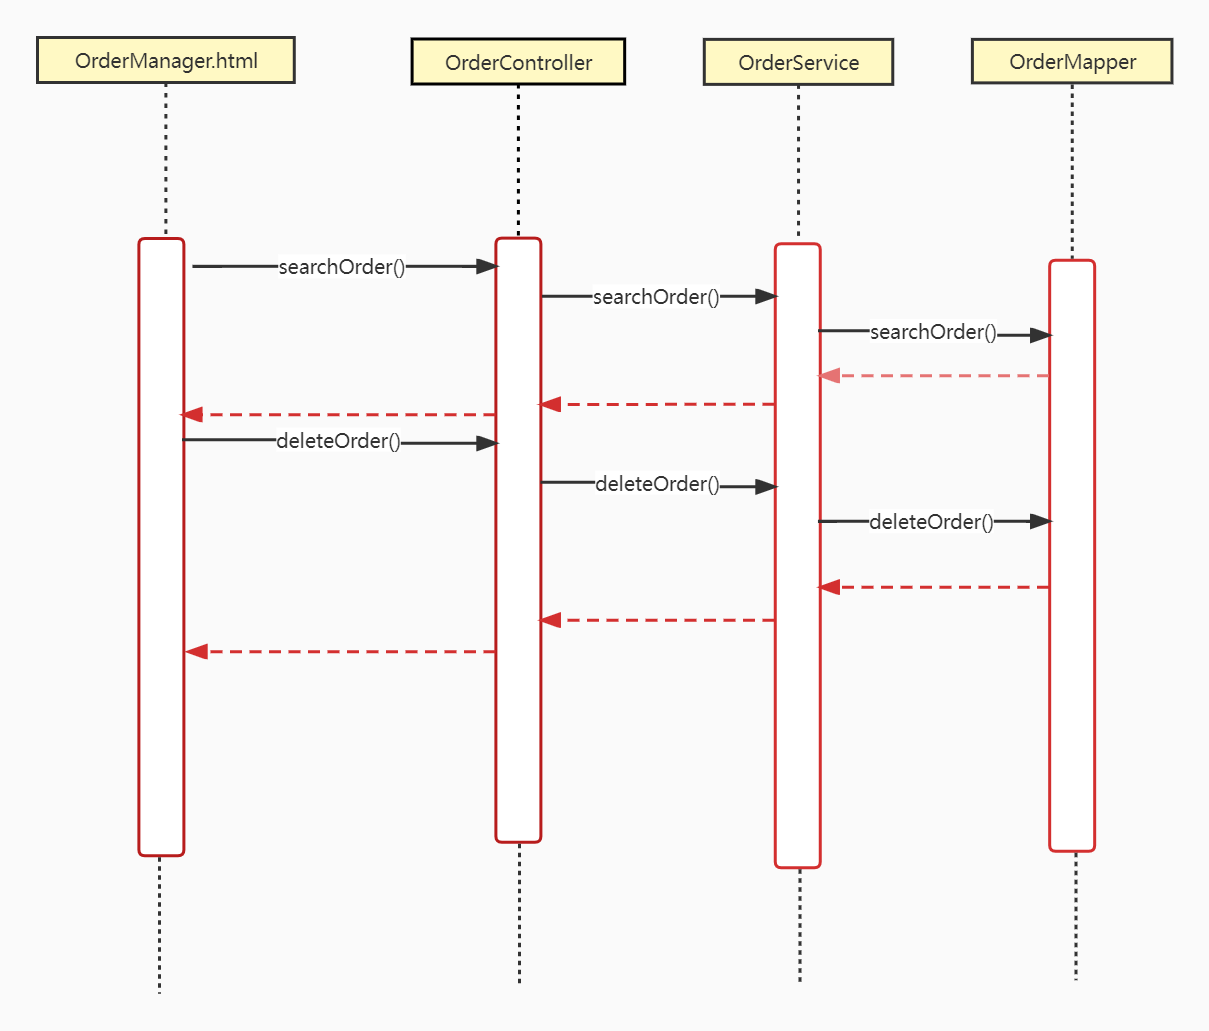 OrderManager.html
OrderController
OrderService
OrderMapper
searchOrder()
searchOrder()
searchOrder()
deleteOrder()
deleteOrder()
deleteOrder()